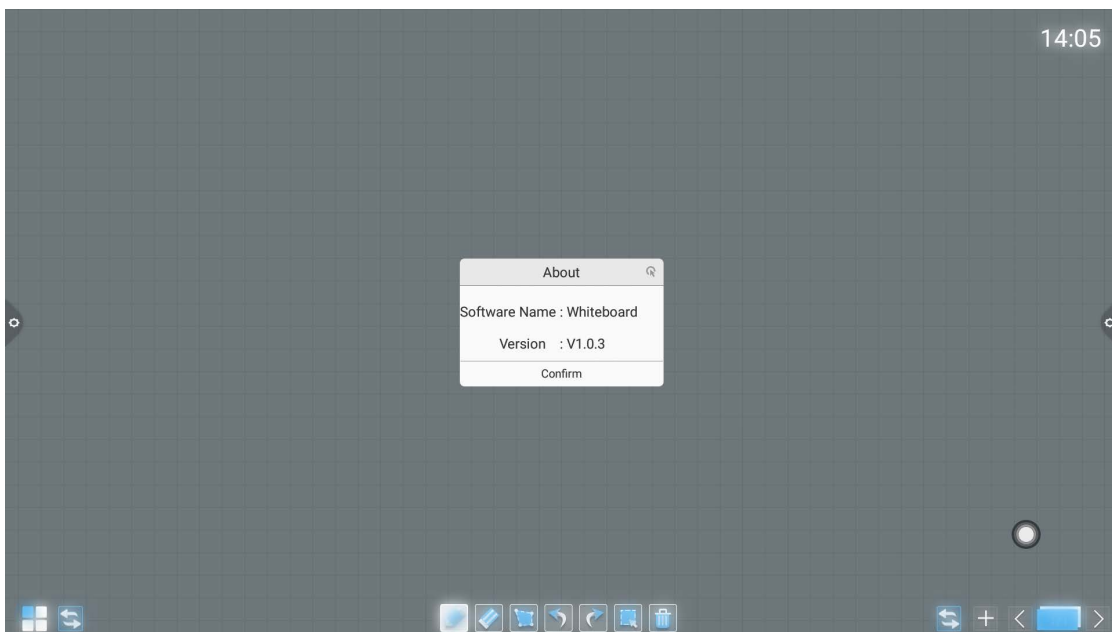 14:05
About
Software Name : Whiteboard
Version : V1.0.3
Confirm